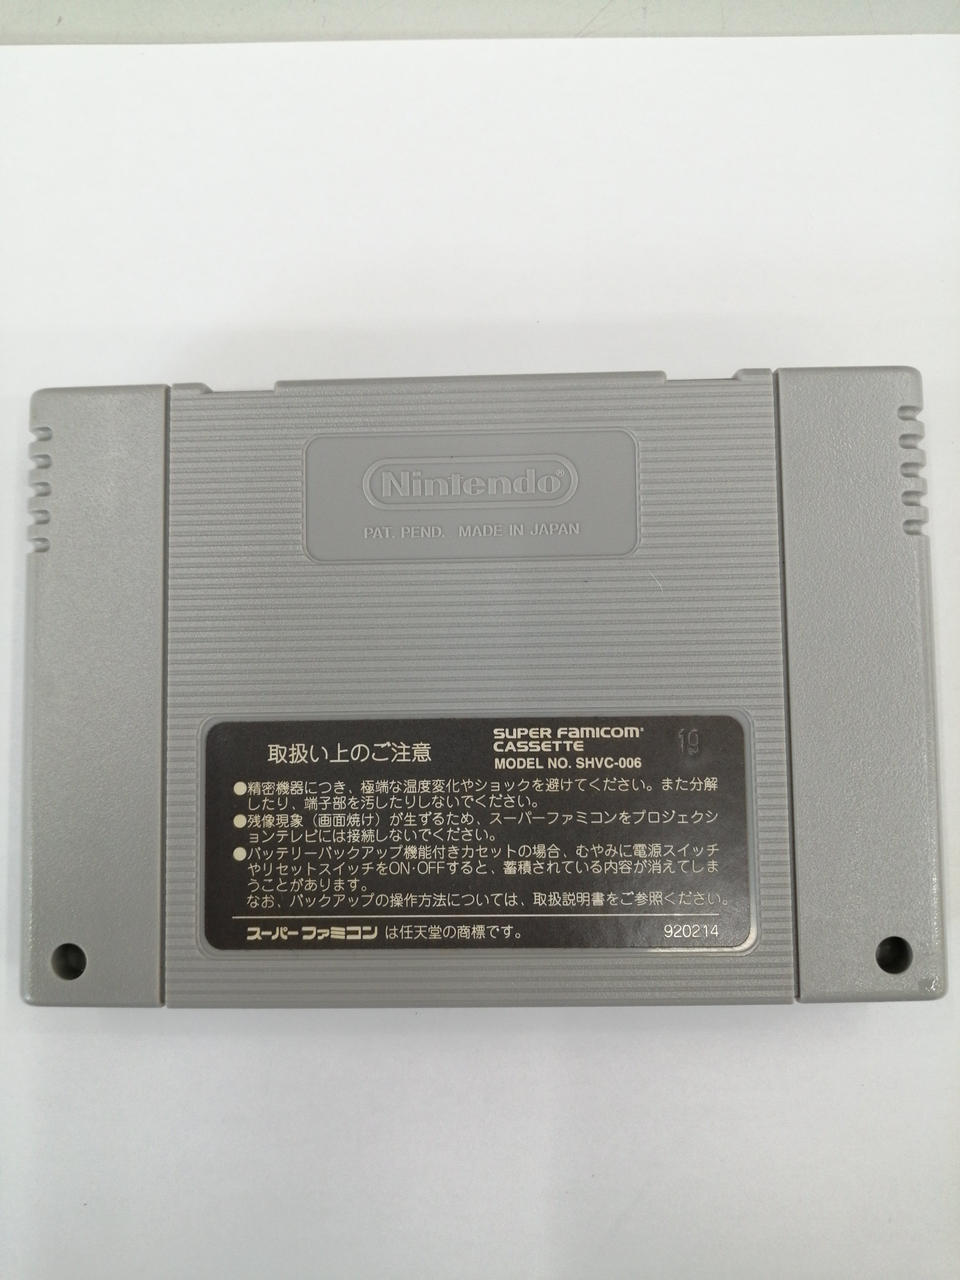 Nintendo®
PAT. PEND. MADE IN JAPAN
取扱い上のご注意
SUPER FAMICOM®
CASSETTE
MODEL NO. SHVC-006
19
●精密機器につき、極端な温度変化やショックを避けてください。また分解
したり、端子部を汚したりしないでください。
●残像現象（画面焼け）が生ずるため、スーパーファミコンをプロジェクシ
ョンテレビには接続しないでください。
●バッテリーバックアップ機能付きカセットの場合、むやみに電源スイッチ
やリセットスイッチをON·OFFすると、蓄積されている内容が消えてしま
うことがあります。
なお、バックアップの操作方法については、取扱説明書をご参照ください。
スーパーファミコンは任天堂の商標です。
920214